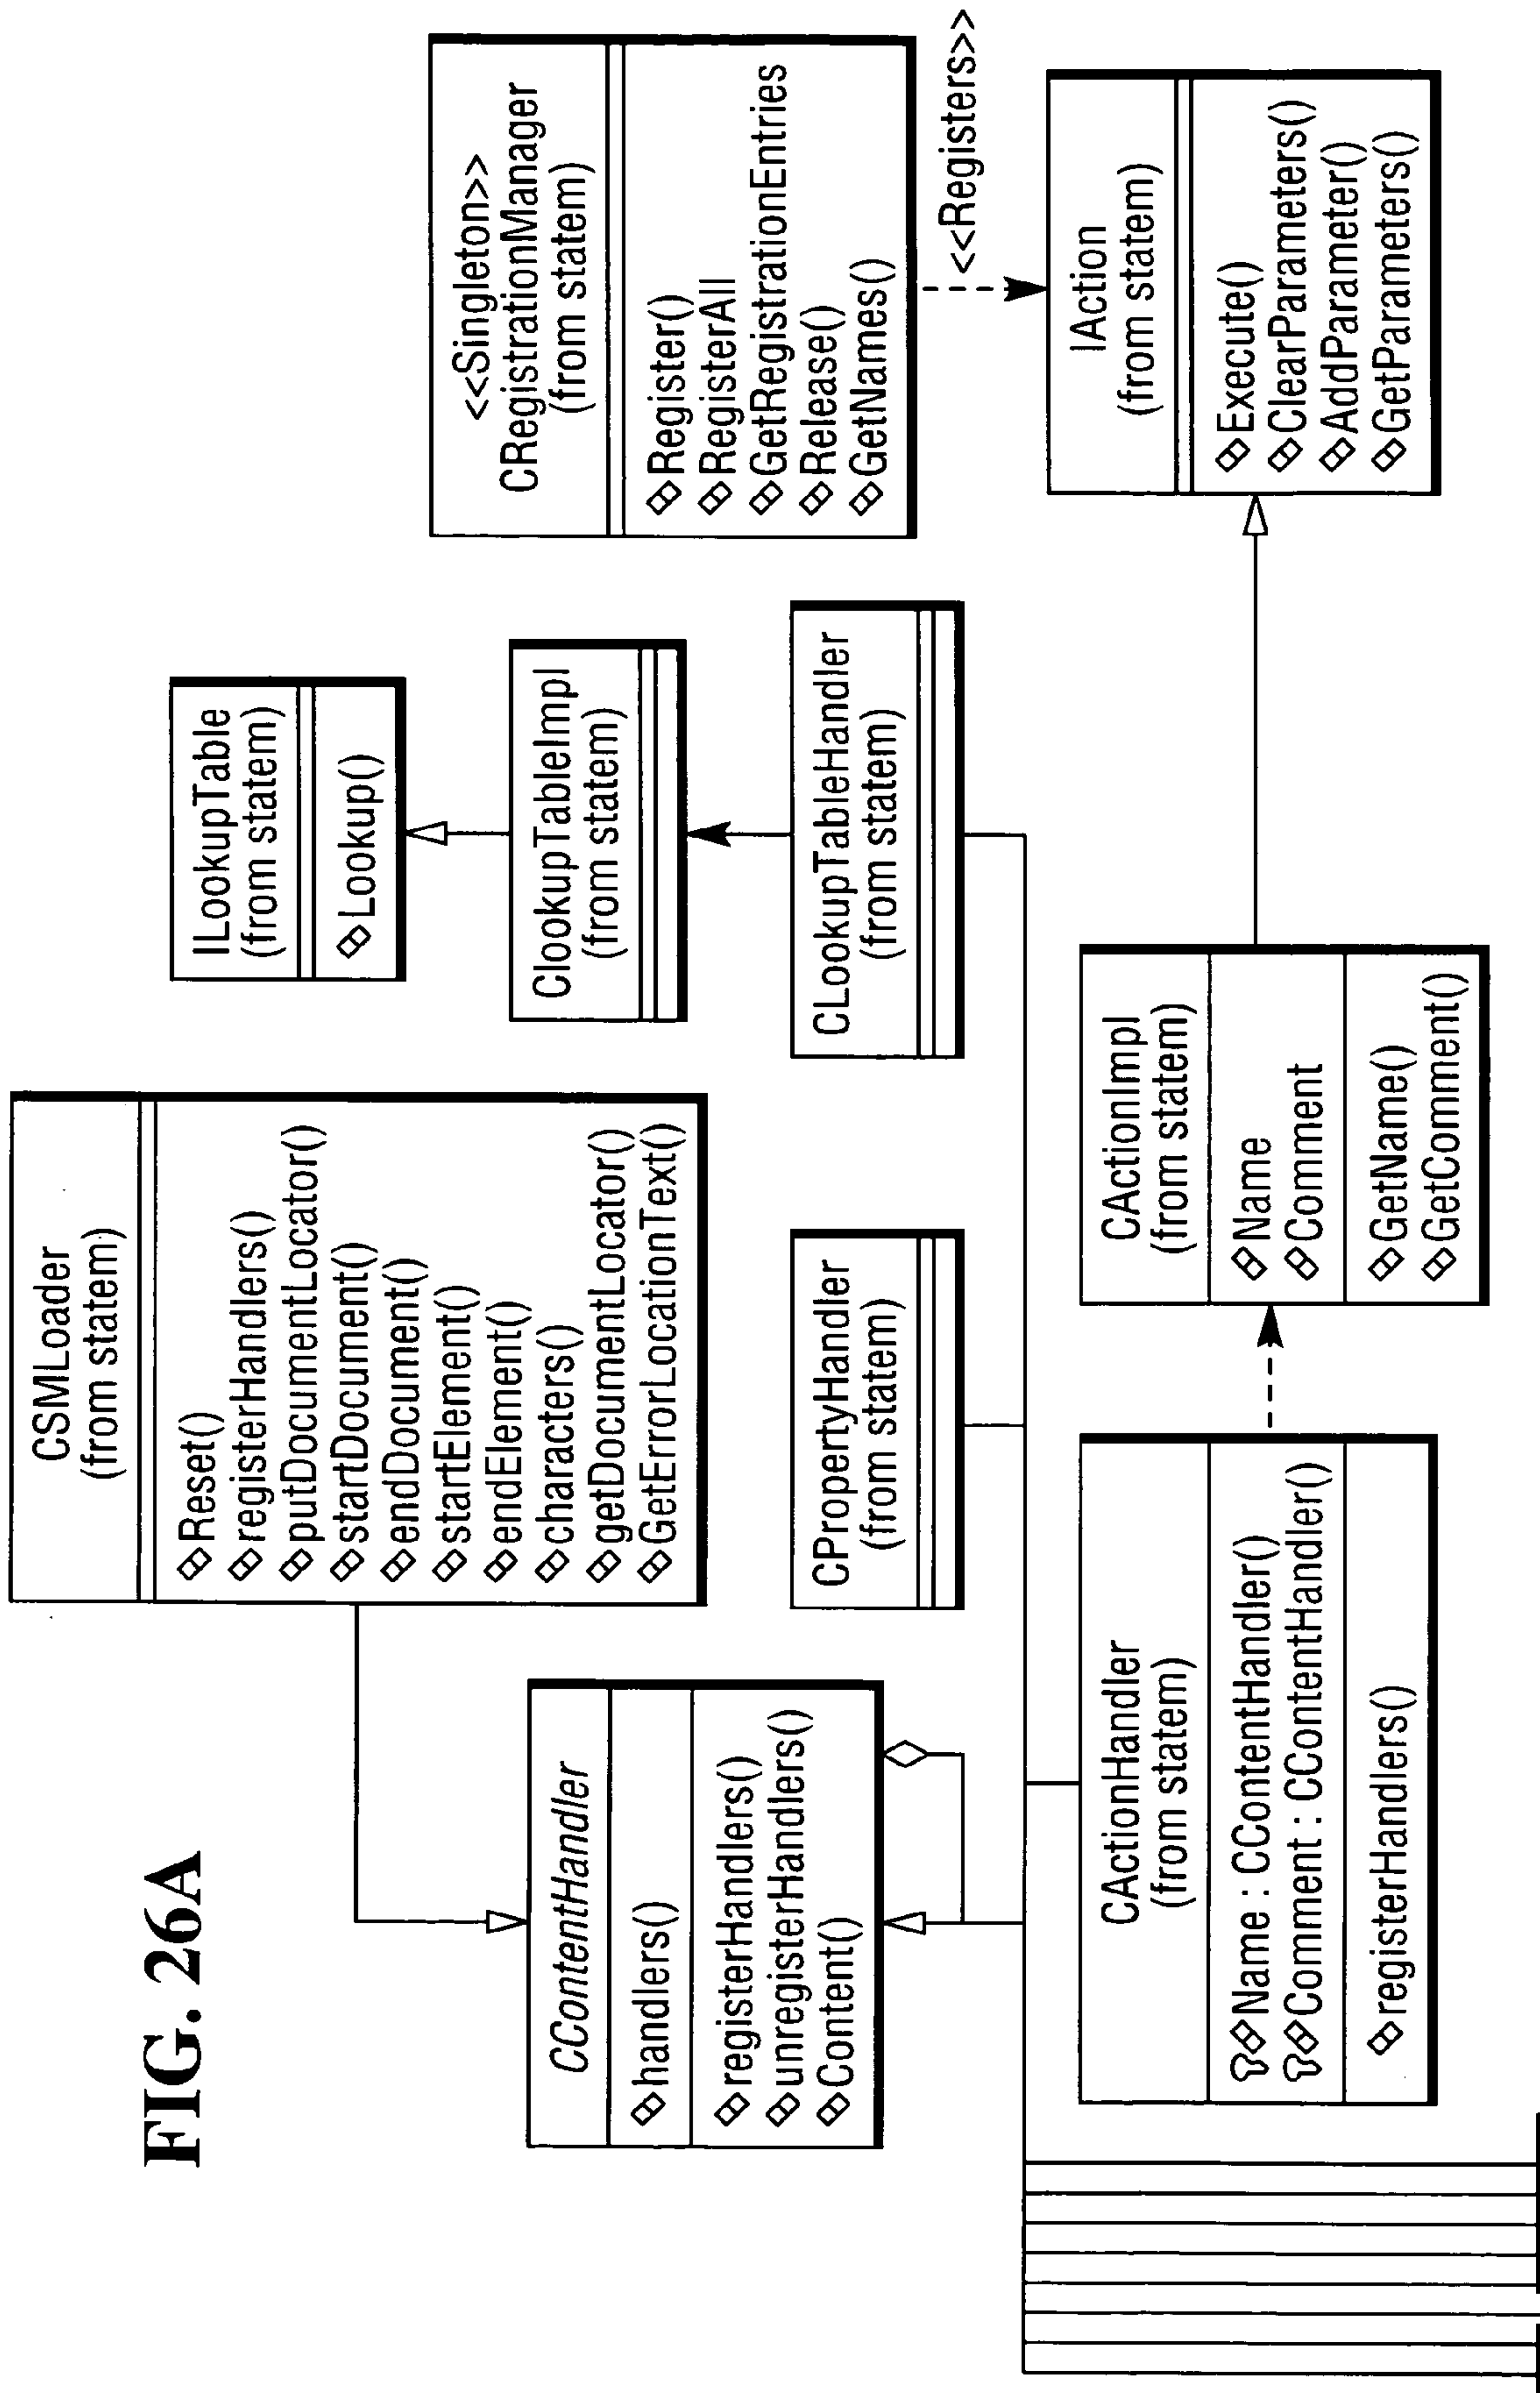 FIG. 26A
CSMLoader
(from statem)
Reset()
registerHandlers()
putDocumentLocator()
startDocument()
endDocument()
startElement()
endElement()
characters()
getDocumentLocator()
GetErrorLocationText()
ILookupTable
(from statem)
Lookup()
<<Singleton>>
CRegistrationManager
(from statem)
Register()
RegisterAll
GetRegistrationEntries
Release()
GetNames()
CContentHandler
handlers()
registerHandlers()
unregisterHandlers()
Content()
ClookupTableImpl
(from statem)
CPropertyHandler
(from statem)
CLookupTableHandler
(from statem)
<<Registers>>
CActionHandler
(from statem)
Name : CContentHandler()
Comment : CContentHandler()
registerHandlers()
CActionImpl
(from statem)
Name
Comment
GetName()
GetComment()
IAction
(from statem)
Execute()
ClearParameters()
AddParameter()
GetParameters()